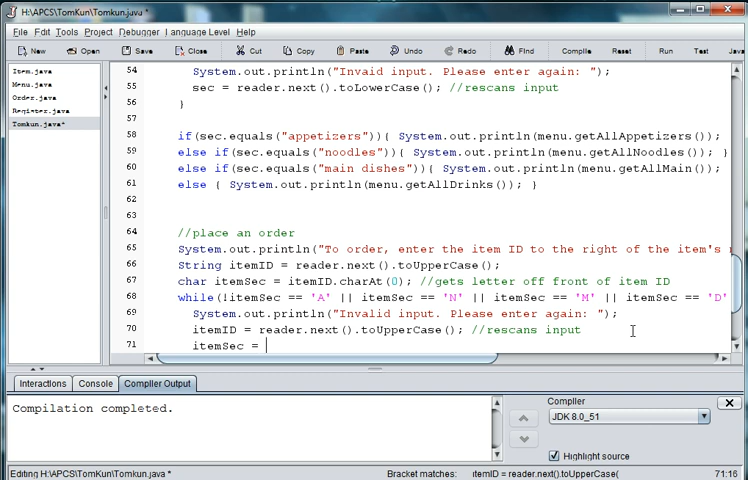 H:\APCS\TomKun\Tomkun.java *
File Edit Tools Project Debugger Language Level Help
New Open Save Close Cut Copy Paste Undo Redo Find Compile Reset Run Test Java
Item.java
Menu.java
Order.java
Register.java
Tomkun.java*
54 System.out.println("Invaid input. Please enter again: ");
55 sec = reader.next().toLowerCase(); //rescans input
56 }
57
58 if(sec.equals("appetizers")){ System.out.println(menu.getAllAppetizers());
59 else if(sec.equals("noodles")){ System.out.println(menu.getAllNoodles()); }
60 else if(sec.equals("main dishes")){ System.out.println(menu.getAllMain());
61 else { System.out.println(menu.getAllDrinks()); }
62
63
64 //place an order
65 System.out.println("To order, enter the item ID to the right of the item's
66 String itemID = reader.next().toUpperCase();
67 char itemSec = itemID.charAt(0); //gets letter off front of item ID
68 while(!itemSec == 'A' || itemSec == 'N' || itemSec == 'M' || itemSec == 'D'
69 System.out.println("Invalid input. Please enter again: ");
70 itemID = reader.next().toUpperCase(); //rescans input
71 itemSec =
Interactions Console Compiler Output
Compilation completed.
Compiler
JDK 8.0_51
Highlight source
Editing H:\APCS\TomKun\Tomkun.java * Bracket matches: itemID = reader.next().toUpperCase( 71:16